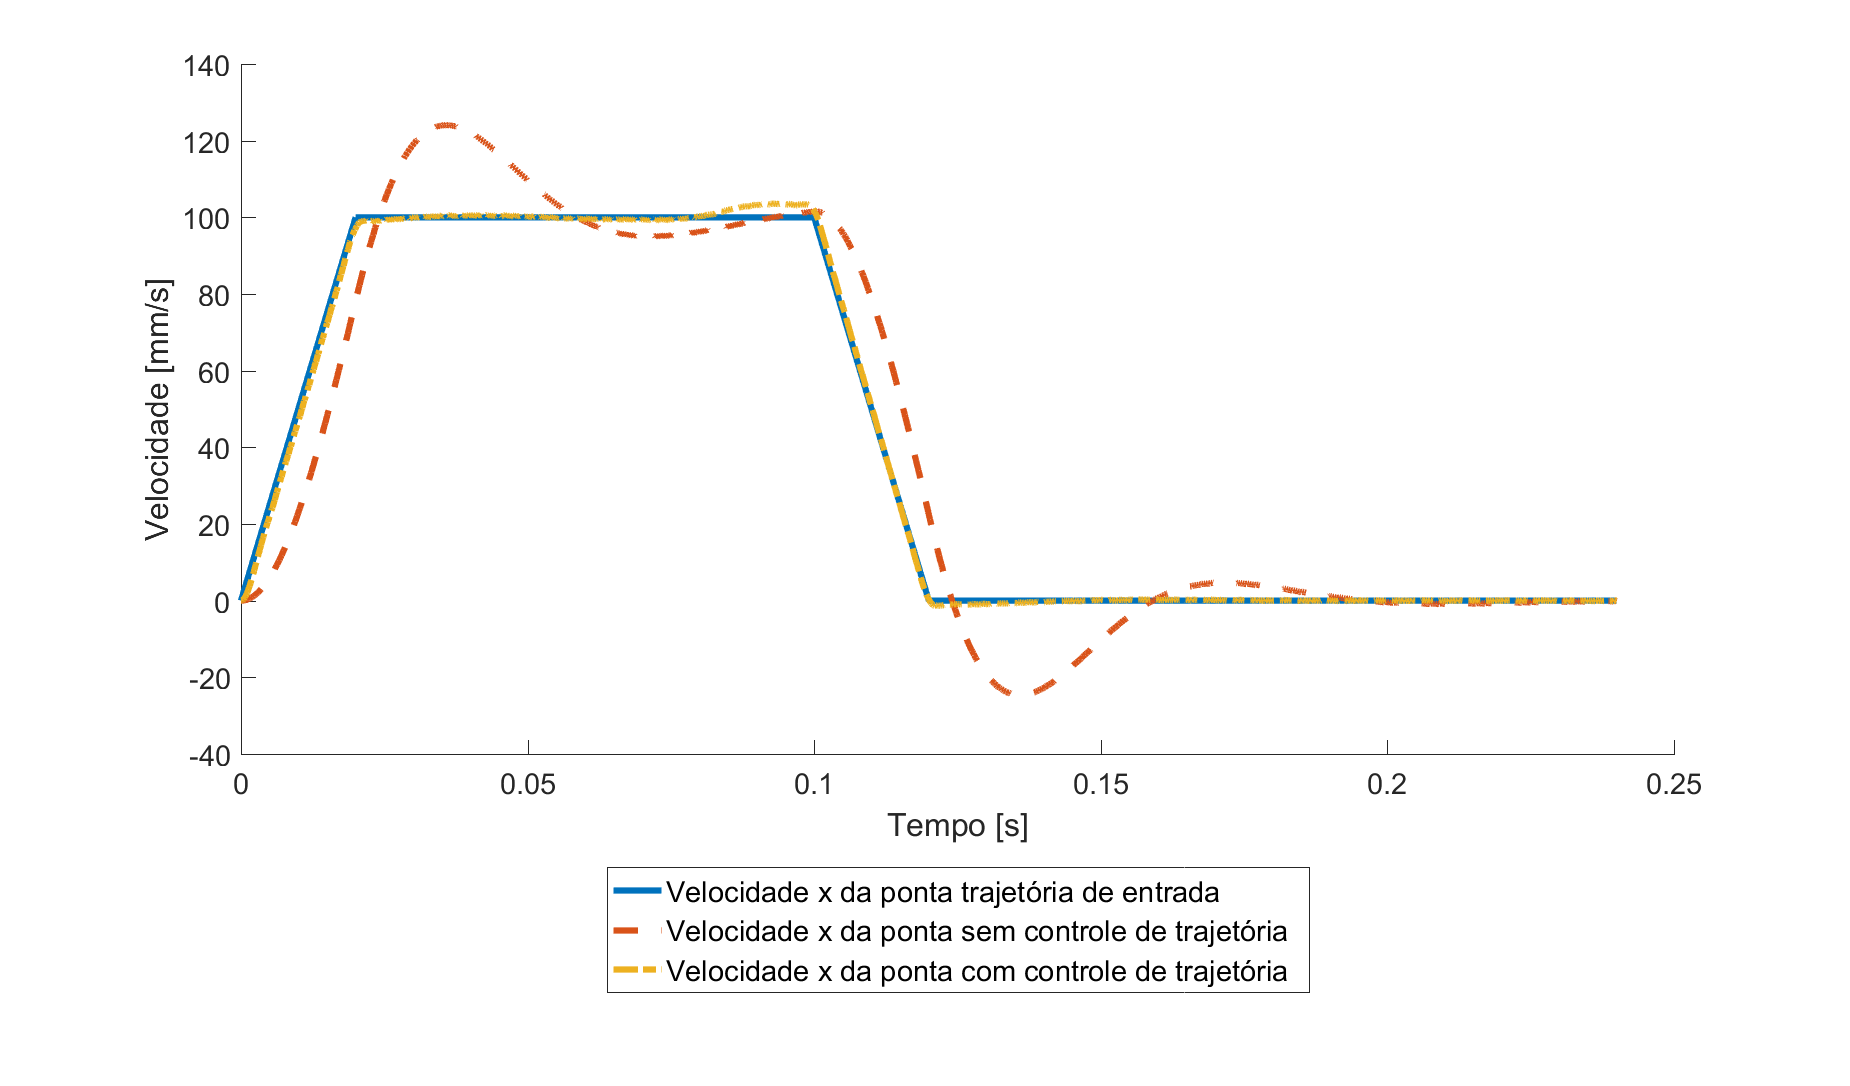 140
120
100
80
60
40
20
0
-20
-40
Velocidade [mm/s]
0 0.05 0.1 0.15 0.2 0.25
Tempo [s]
Velocidade x da ponta trajetória de entrada
Velocidade x da ponta sem controle de trajetória
Velocidade x da ponta com controle de trajetória